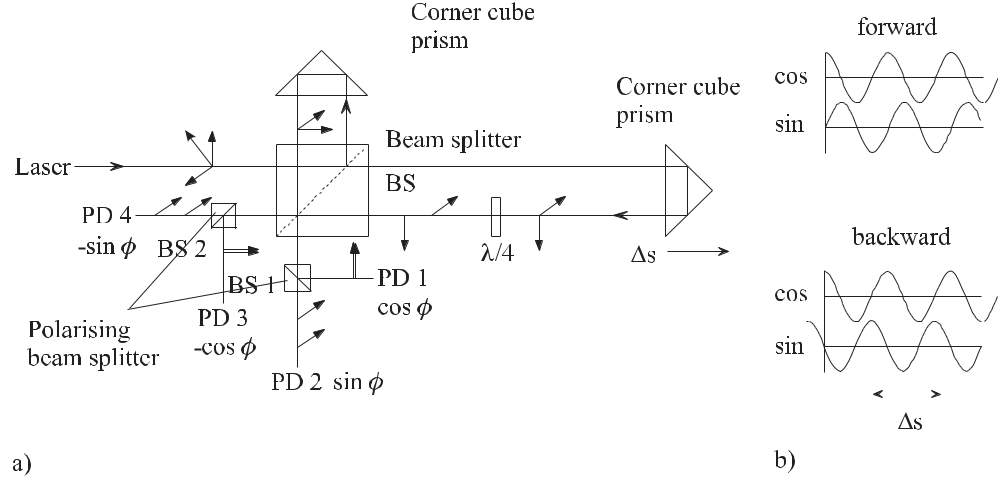 Corner cube
prism
Corner cube
prism
Laser
Beam splitter
BS
PD 4
-sin ϕ
BS 2
λ/4
Δs
BS 1
PD 1
cos ϕ
PD 3
-cos ϕ
Polarising
beam splitter
PD 2 sin ϕ
a)
forward
cos
sin
backward
cos
sin
Δs
b)